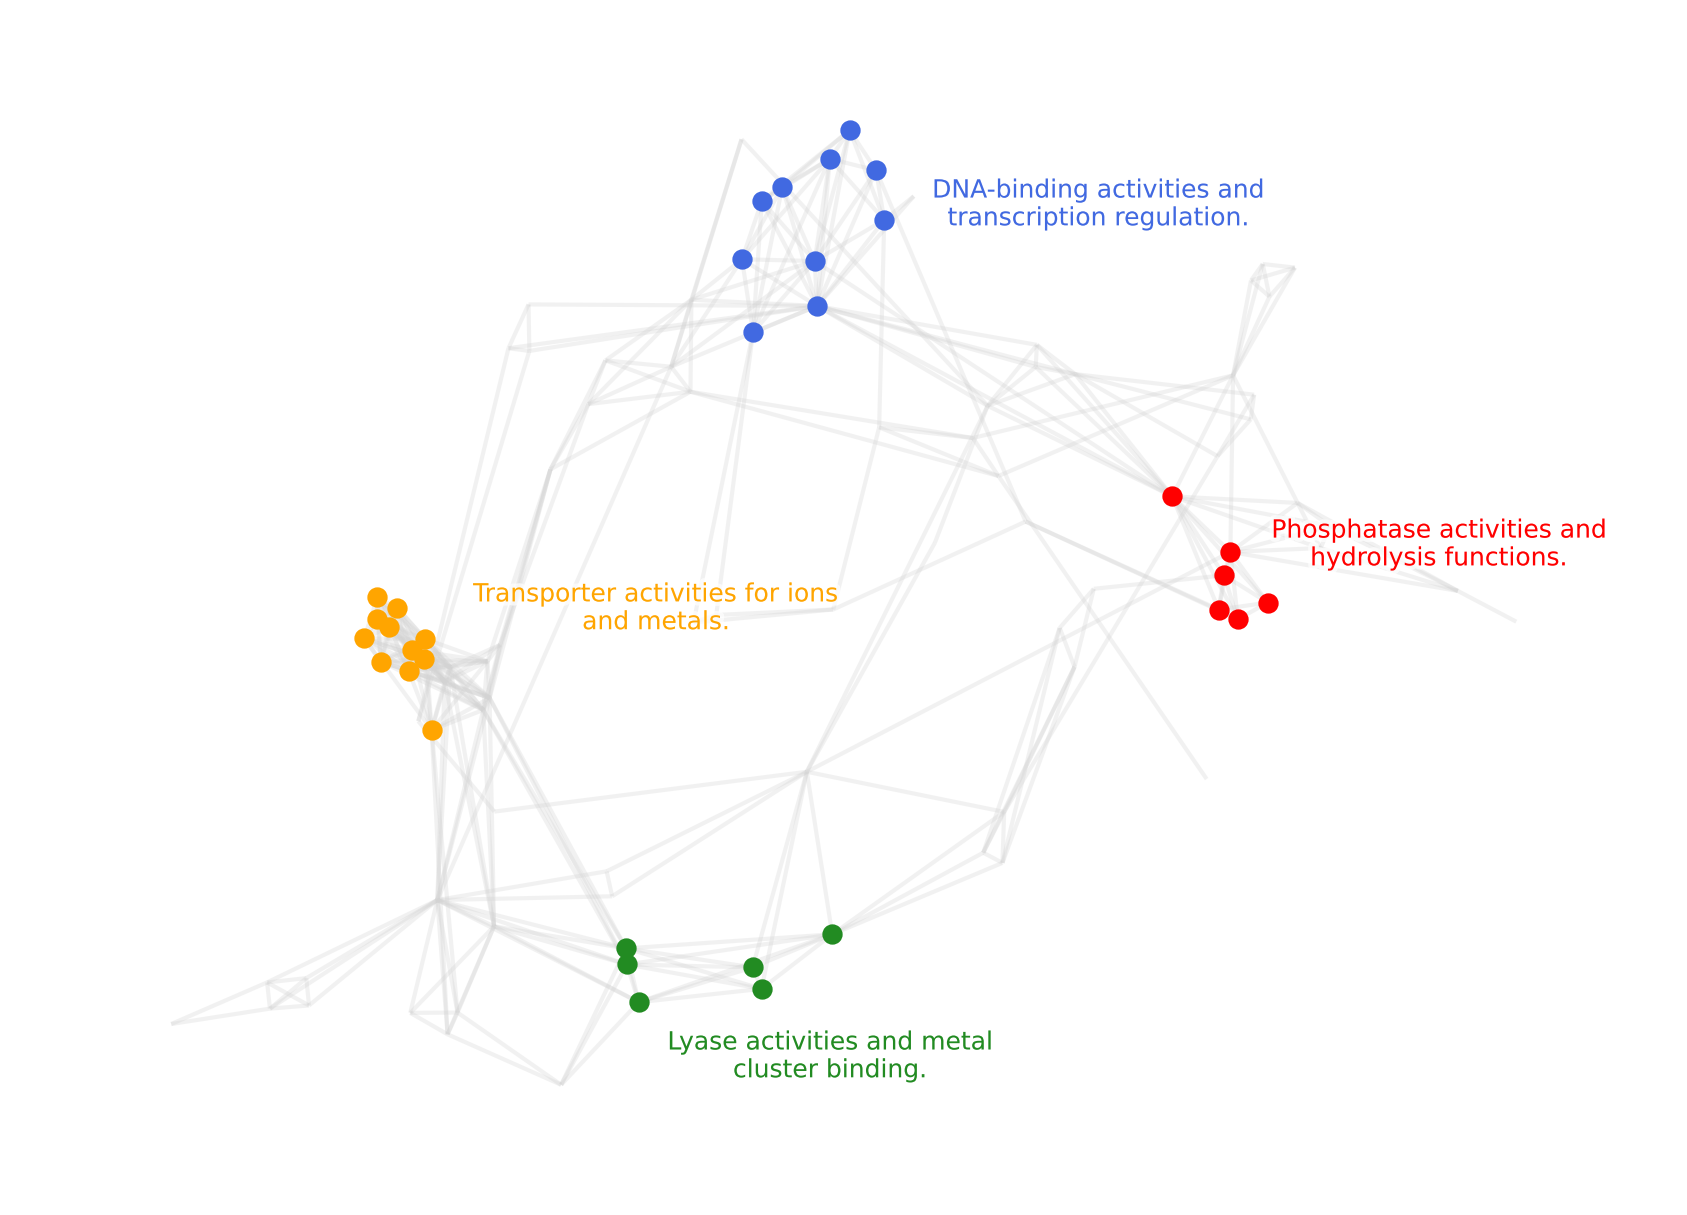 DNA-binding activities and
transcription regulation.
Phosphatase activities and
hydrolysis functions.
Transporter activities for ions
and metals.
Lyase activities and metal
cluster binding.